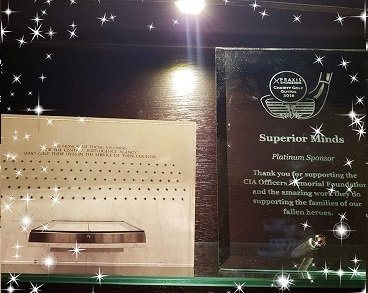 IN HONOR OF THOSE MEMBERS
OF THE CENTRAL INTELLIGENCE AGENCY
WHO GAVE THEIR LIVES IN THE SERVICE OF THEIR COUNTRY
PRAXIS
ENGINEERING
CHARITY GOLF
OUTING
2016
Superior Minds
Platinum Sponsor
Thank you for supporting the
CIA Officers Memorial Foundation
and the amazing work they do
supporting the families of our
fallen heroes.